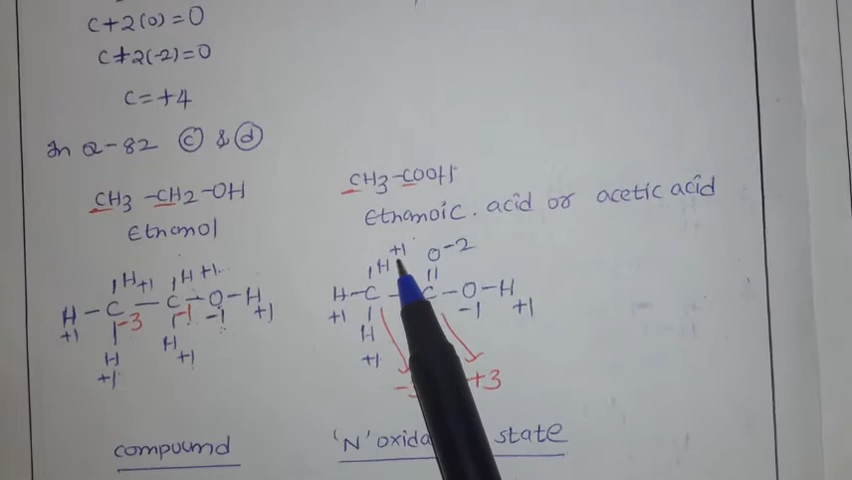 C+2(0)=0
C+2(-2)=0
C=+4
In Q-82 (c) & (d)
CH3-CH2-OH
Ethanol
CH3-COOH
Ethanoic. acid or acetic acid
H +1 H +1
H-C-C-O-H
+1 -3 -1 -1 +1
H H
+1 +1
H +1 O -2
H-C C-O-H
+1 -1 +1
H
+1
+3
compound
'N' oxida state